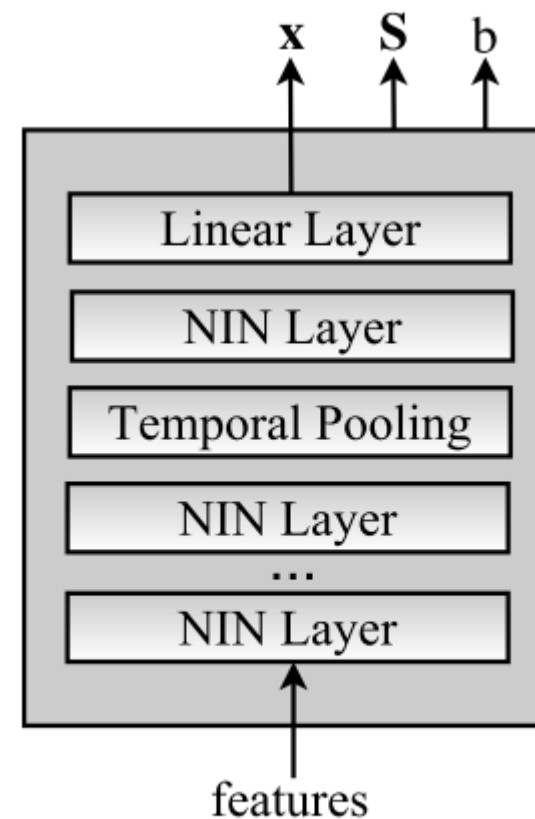 x S b
Linear Layer
NIN Layer
Temporal Pooling
NIN Layer
...
NIN Layer
features